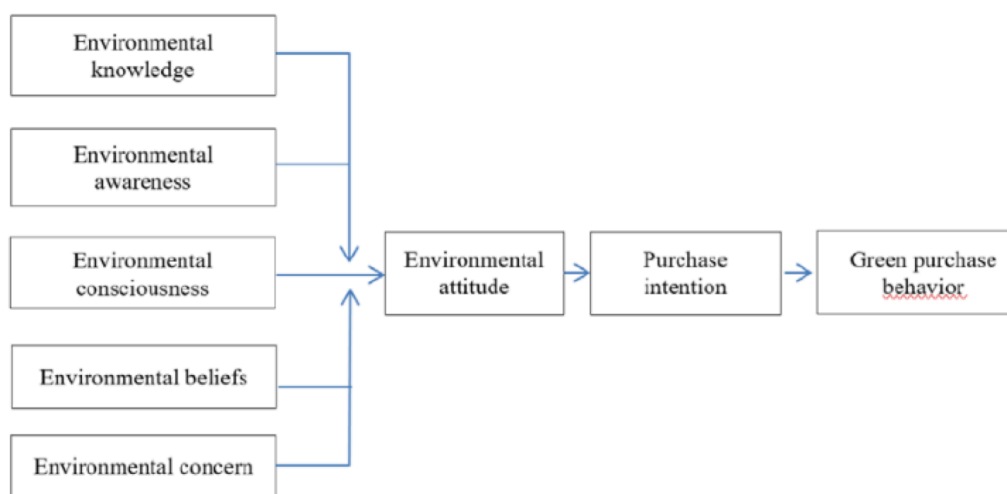 Environmental
knowledge
Environmental
awareness
Environmental
consciousness
Environmental beliefs
Environmental concern
Environmental
attitude
Purchase
intention
Green purchase
behavior